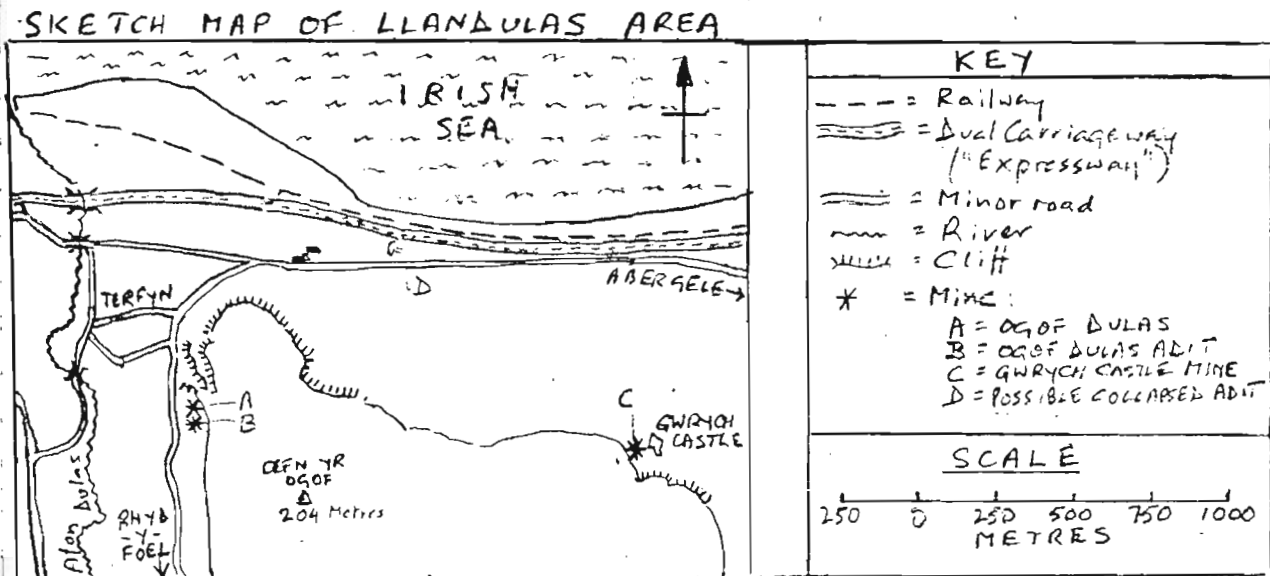 SKETCH MAP OF LLANDULAS AREA
IRISH
SEA
TERFYN
D
ABERGELE
A
B
C
GWRYCH
CASTLE
CEFN YR
OGOF
204 Metres
Afon Dulas
RHYD
-Y-
FOEL
KEY
= Railway
= Dual Carriageway
("Expressway")
= Minor road
= River
= Cliff
= Mine:
A = OGOF DULAS
B = OGOF DULAS ADIT
C = GWRYCH CASTLE MINE
D = POSSIBLE COLLAPSED ADIT
SCALE
250 0 250 500 750 1000
METRES